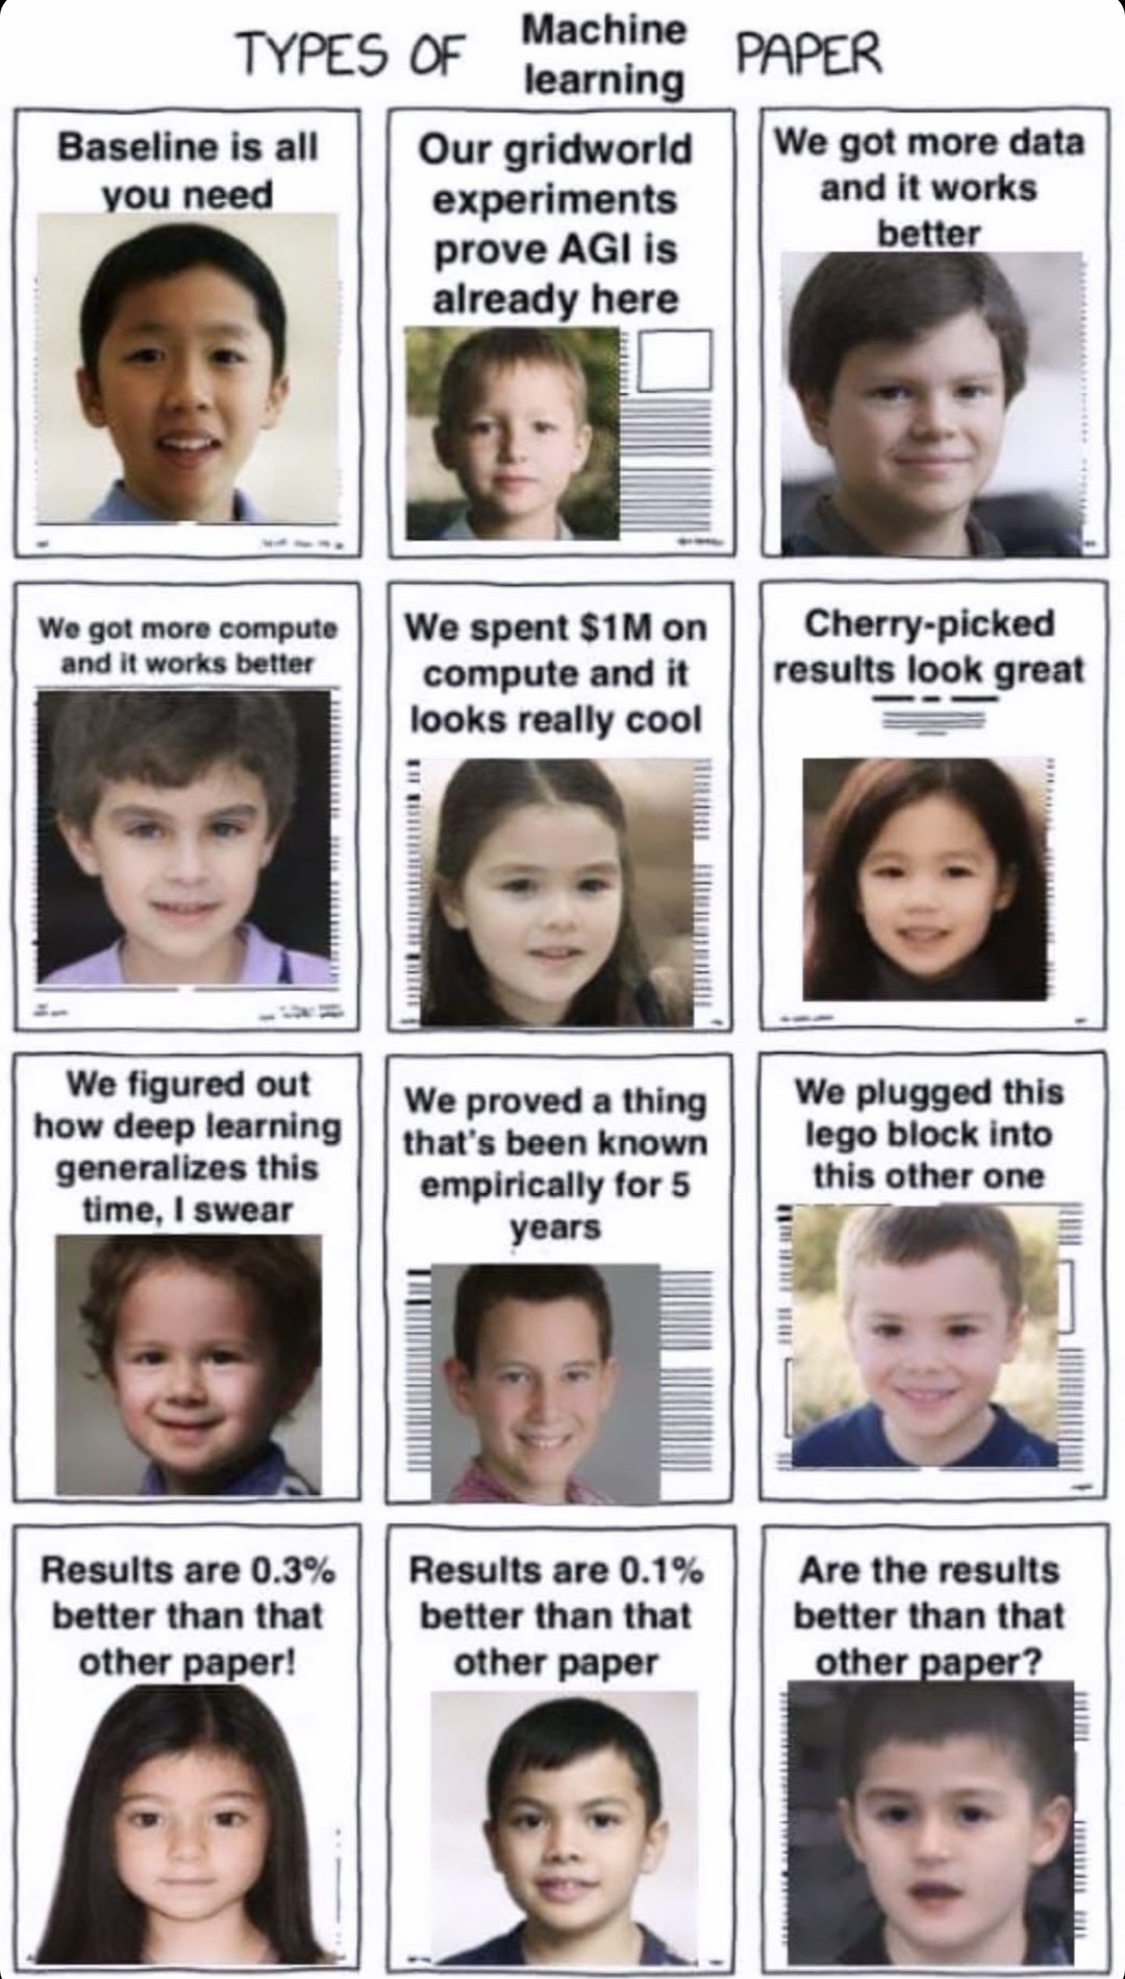 TYPES OF Machine learning PAPER
Baseline is all
you need
Our gridworld
experiments
prove AGI is
already here
We got more data
and it works
better
We got more compute
and it works better
We spent $1M on
compute and it
looks really cool
Cherry-picked
results look great
We figured out
how deep learning
generalizes this
time, I swear
We proved a thing
that's been known
empirically for 5
years
We plugged this
lego block into
this other one
Results are 0.3%
better than that
other paper!
Results are 0.1%
better than that
other paper
Are the results
better than that
other paper?